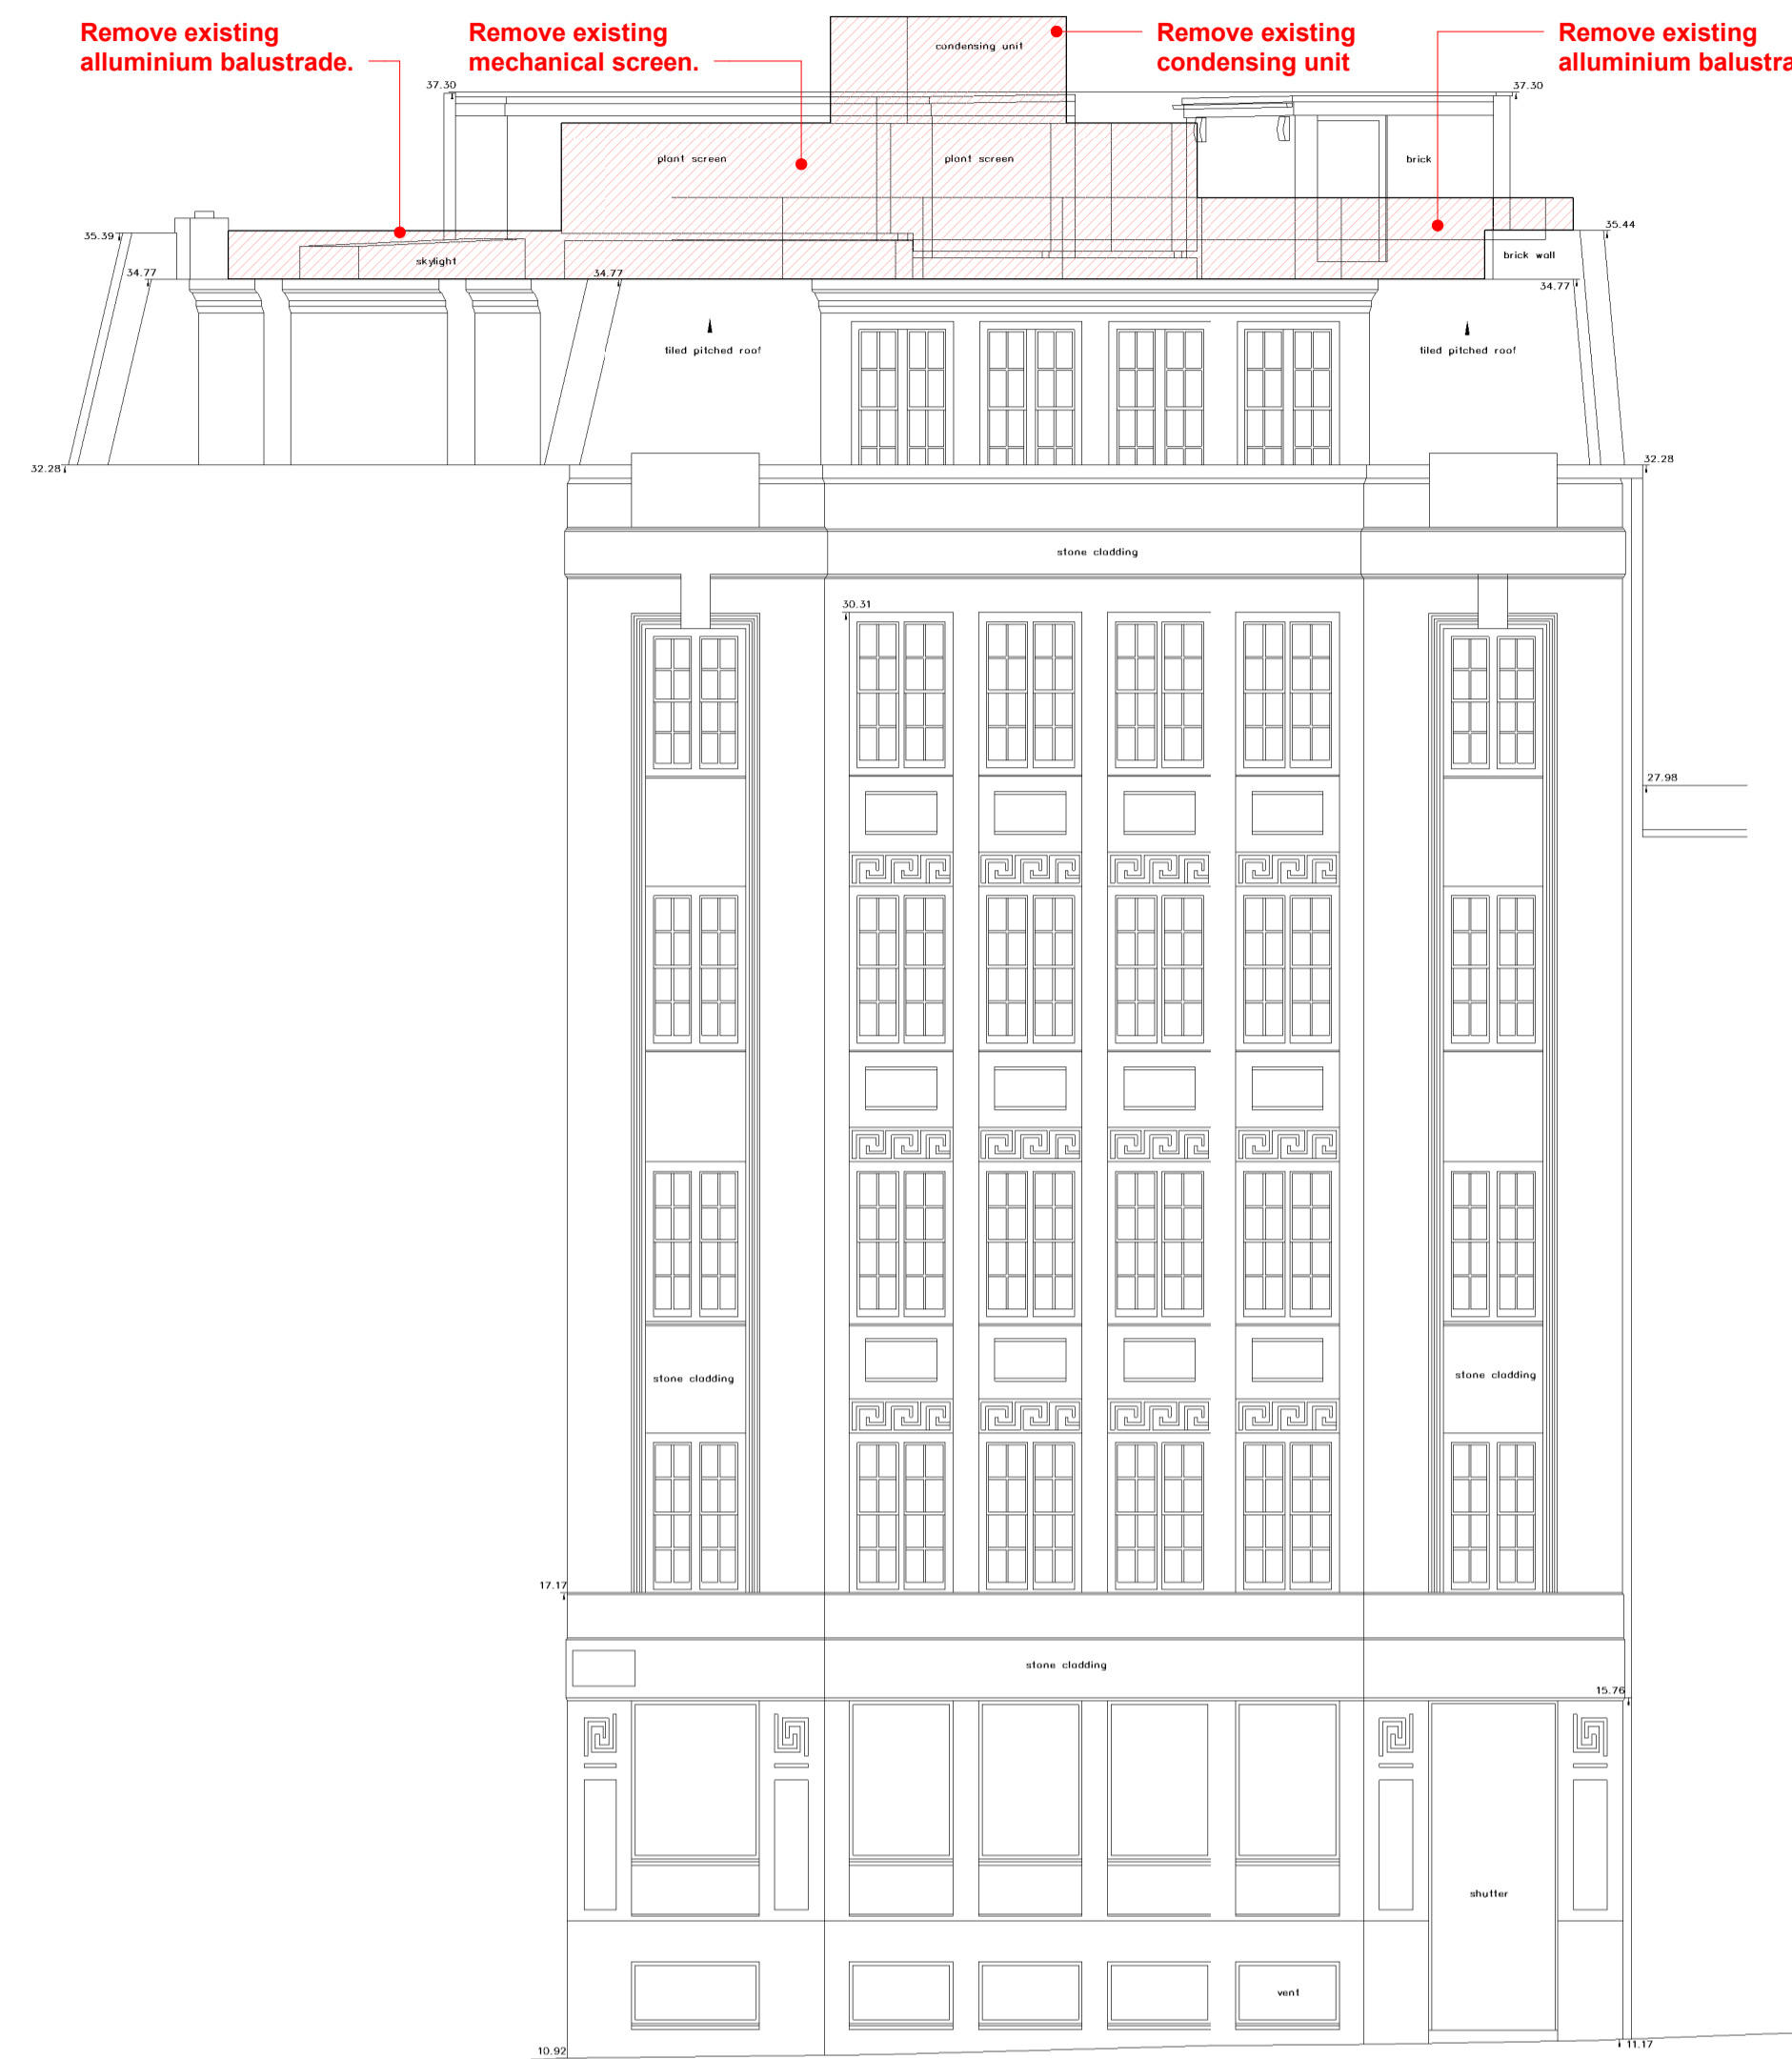 Remove existing
alluminium balustrade.
Remove existing
mechanical screen.
Remove existing
condensing unit
Remove existing
alluminium balustra
condensing unit
37.30
37.30
plant screen
plant screen
brick
35.39
35.44
skylight
brick wall
34.77
34.77
34.77
tiled pitched roof
tiled pitched roof
32.28
32.28
stone cladding
30.31
27.98
stone cladding
stone cladding
17.17
stone cladding
15.76
shutter
vent
10.92
11.17